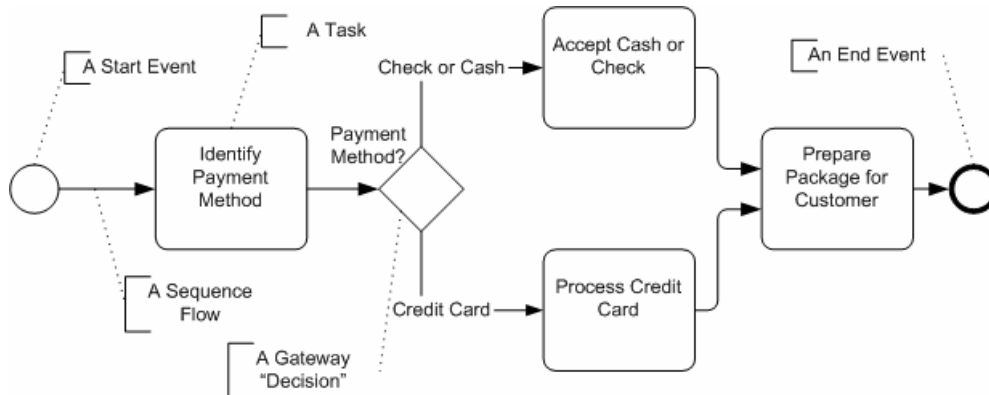 A Start Event
A Task
Check or Cash
Accept Cash or
Check
An End Event
Identify
Payment
Method
Payment
Method?
Prepare
Package for
Customer
A Sequence
Flow
Credit Card
Process Credit
Card
A Gateway
“Decision”